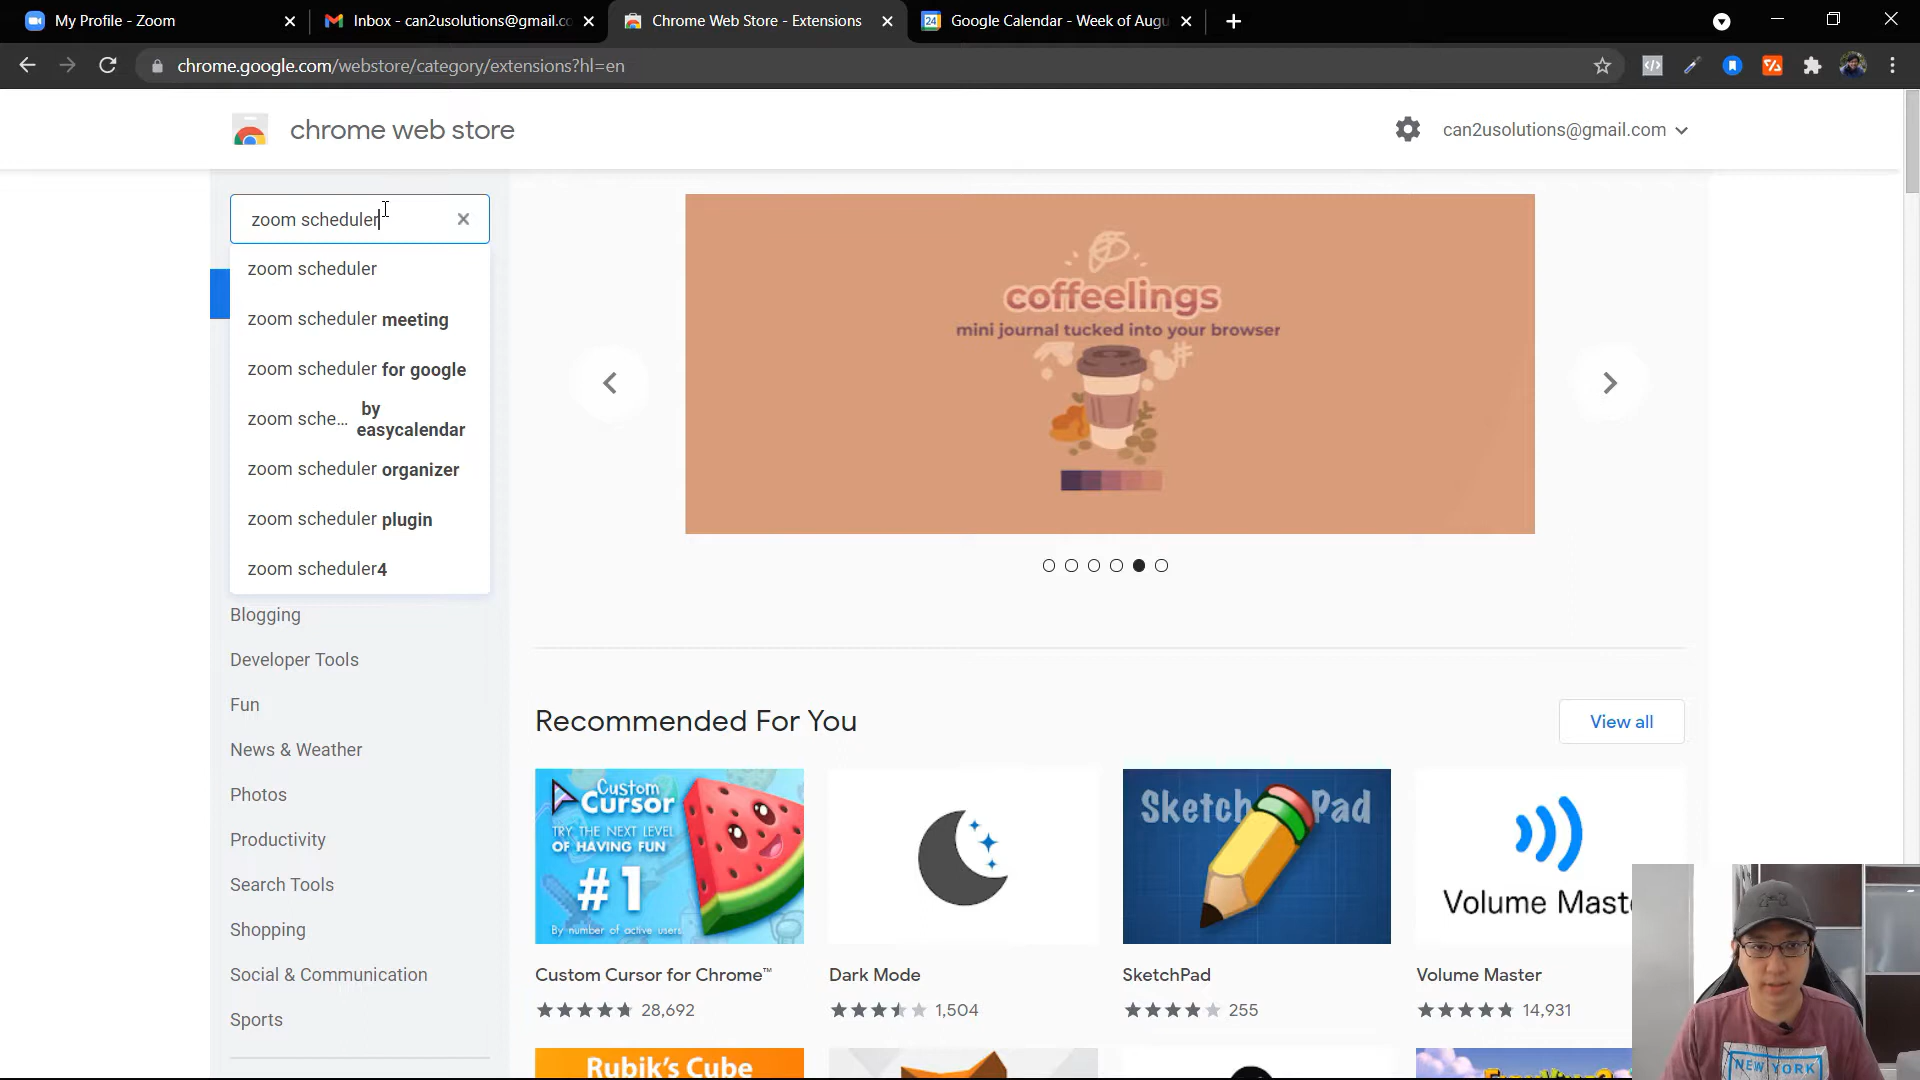 My Profile - Zoom
Inbox - can2usolutions@gmail.co
Chrome Web Store - Extensions
24
Google Calendar - Week of Augu
chrome.google.com/webstore/category/extensions?hl=en
chrome web store
can2usolutions@gmail.com
zoom scheduler
zoom scheduler
zoom scheduler meeting
zoom scheduler for google
zoom sche... by easycalendar
zoom scheduler organizer
zoom scheduler plugin
zoom scheduler4
Blogging
Developer Tools
Fun
News & Weather
Photos
Productivity
Search Tools
Shopping
Social & Communication
Sports
coffeelings
mini journal tucked into your browser
Recommended For You
View all
Custom Cursor
TRY THE NEXT LEVEL
OF HAVING FUN
#1
By number of active users
SketchPad
Volume Maste
Custom Cursor for Chrome™
Dark Mode
SketchPad
Volume Master
28,692
1,504
255
14,931
Rubik's Cube
NEW YORK